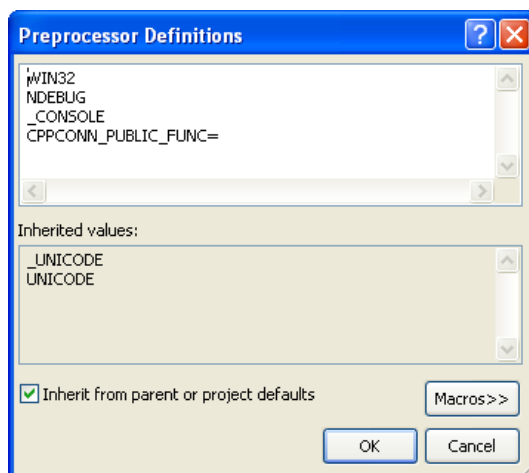 Preprocessor Definitions
WIN32
NDEBUG
_CONSOLE
CPPCONN_PUBLIC_FUNC=
Inherited values:
_UNICODE
UNICODE
Inherit from parent or project defaults
Macros>>
OK
Cancel